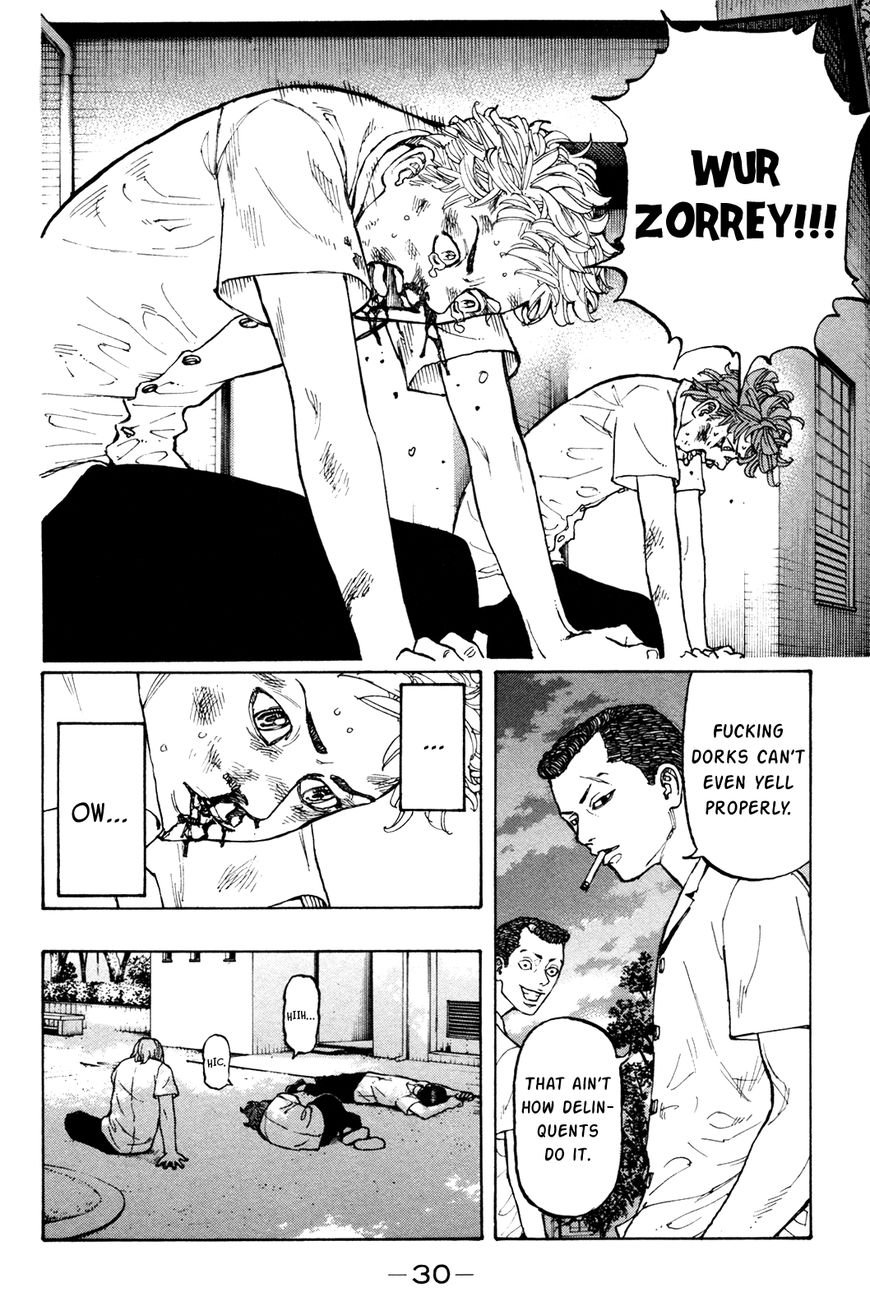 WUR
ZORREY!!!
FUCKING
DORKS CAN'T
EVEN YELL
PROPERLY.
THAT AIN'T
HOW DELIN-
QUENTS
DO IT.
...
OW...
HIIH...
HIC,
—30—